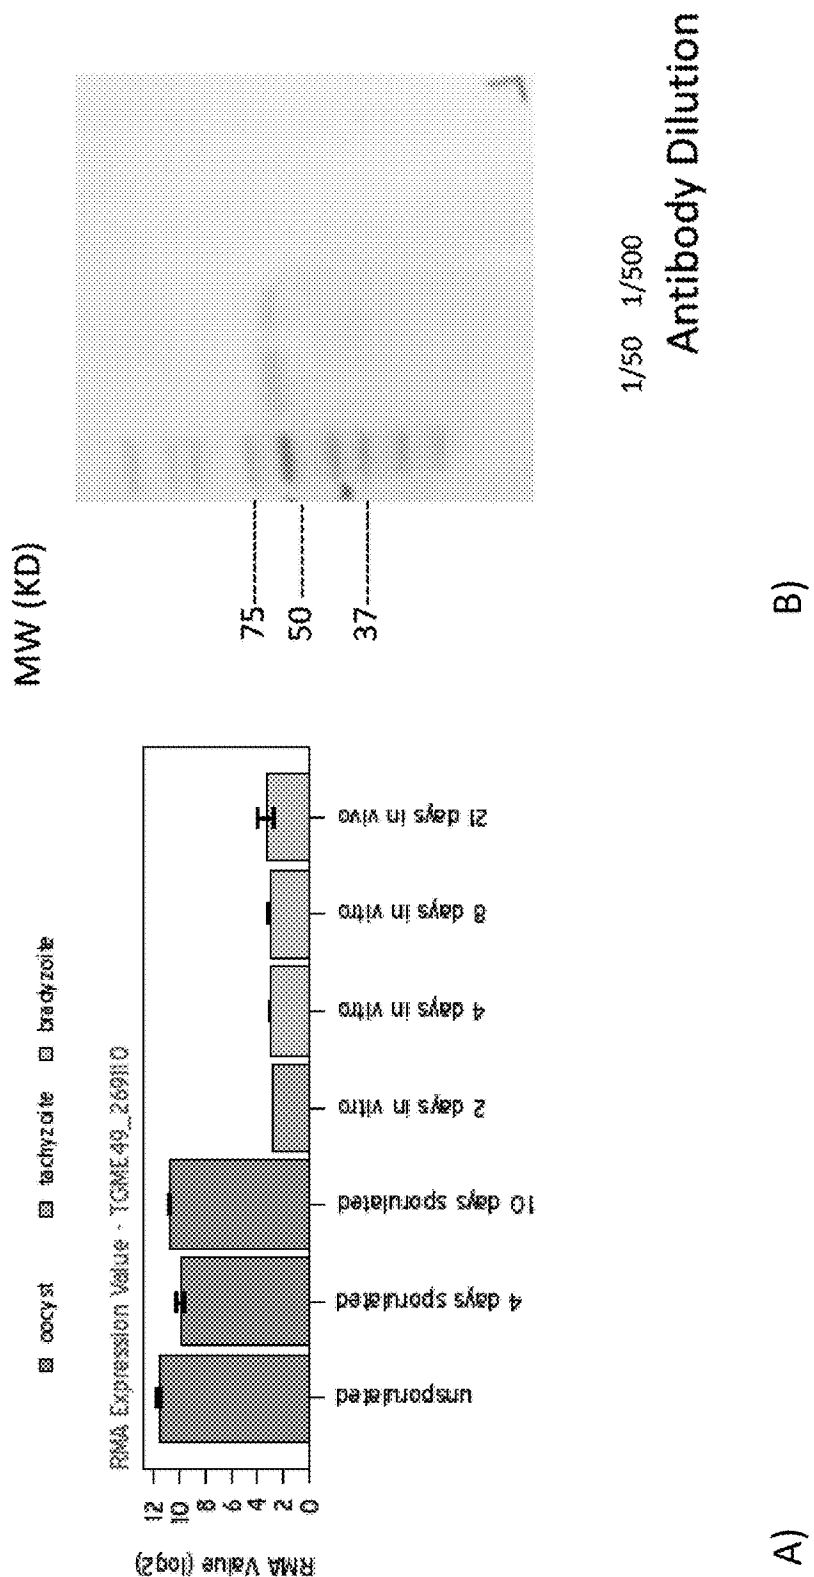 oocyst tachyzoite bradyzoite
RMA Expression Value - TGME49_269110
RMA Value (log2)
12
10
8
6
4
2
0
unsporulated
4 days sporulated
10 days sporulated
2 days in vitro
4 days in vitro
8 days in vitro
21 days in vivo
A)
MW (KD)
75
50
37
1/50 1/500
Antibody Dilution
B)